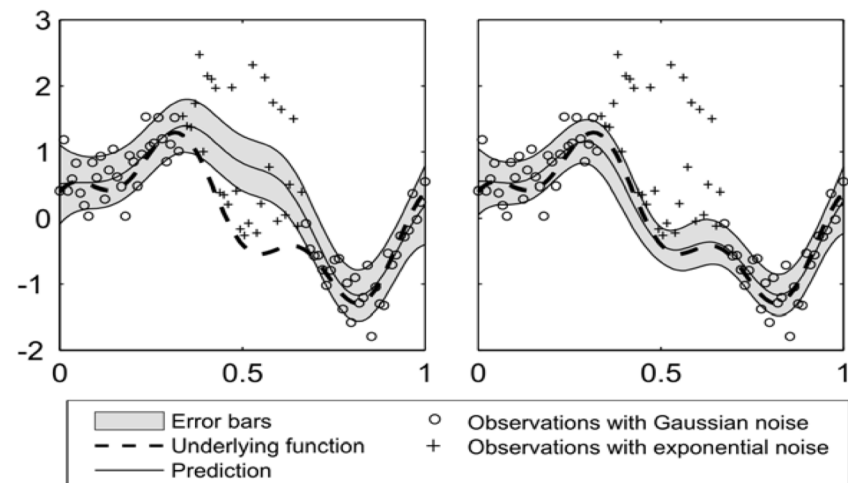 3
2
1
0
-1
-2
0 0.5 1
0 0.5 1
Error bars
Underlying function
Prediction
Observations with Gaussian noise
Observations with exponential noise